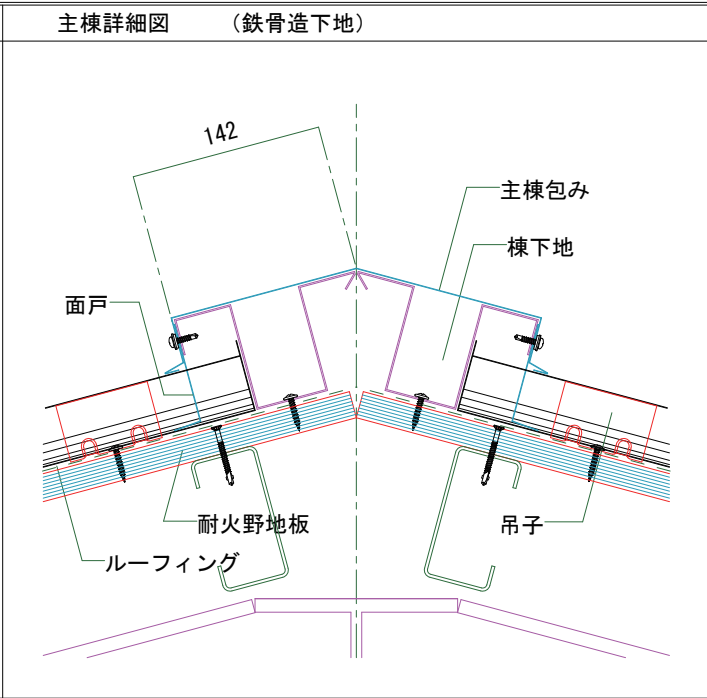 主棟詳細図 (鉄骨造下地)
142
主棟包み
棟下地
面戸
耐火野地板
吊子
ルーフィング